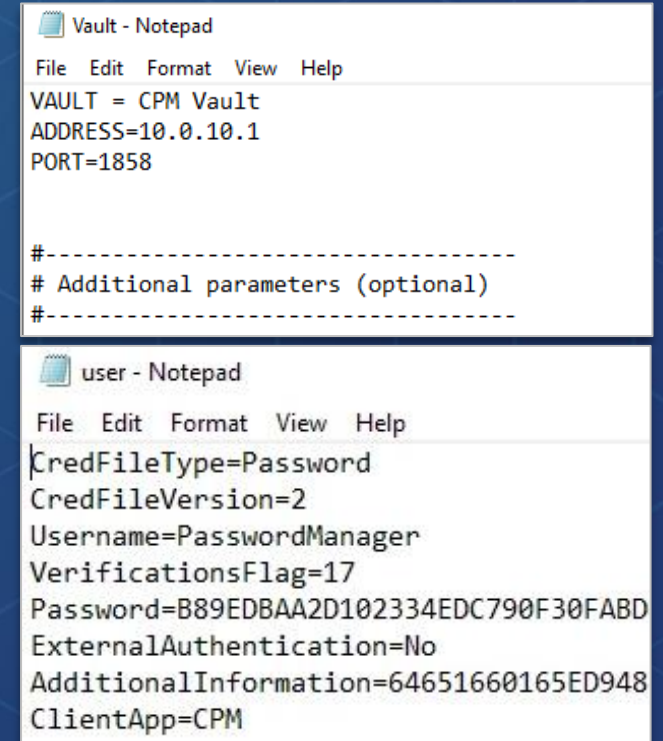 Vault - Notepad
File Edit Format View Help
VAULT = CPM Vault
ADDRESS=10.0.10.1
PORT=1858
#-----------------------------------
# Additional parameters (optional)
#-----------------------------------
user - Notepad
File Edit Format View Help
CredFileType=Password
CredFileVersion=2
Username=PasswordManager
VerificationsFlag=17
Password=B89EDBAA2D102334EDC790F30FABD
ExternalAuthentication=No
AdditionalInformation=64651660165ED948
ClientApp=CPM